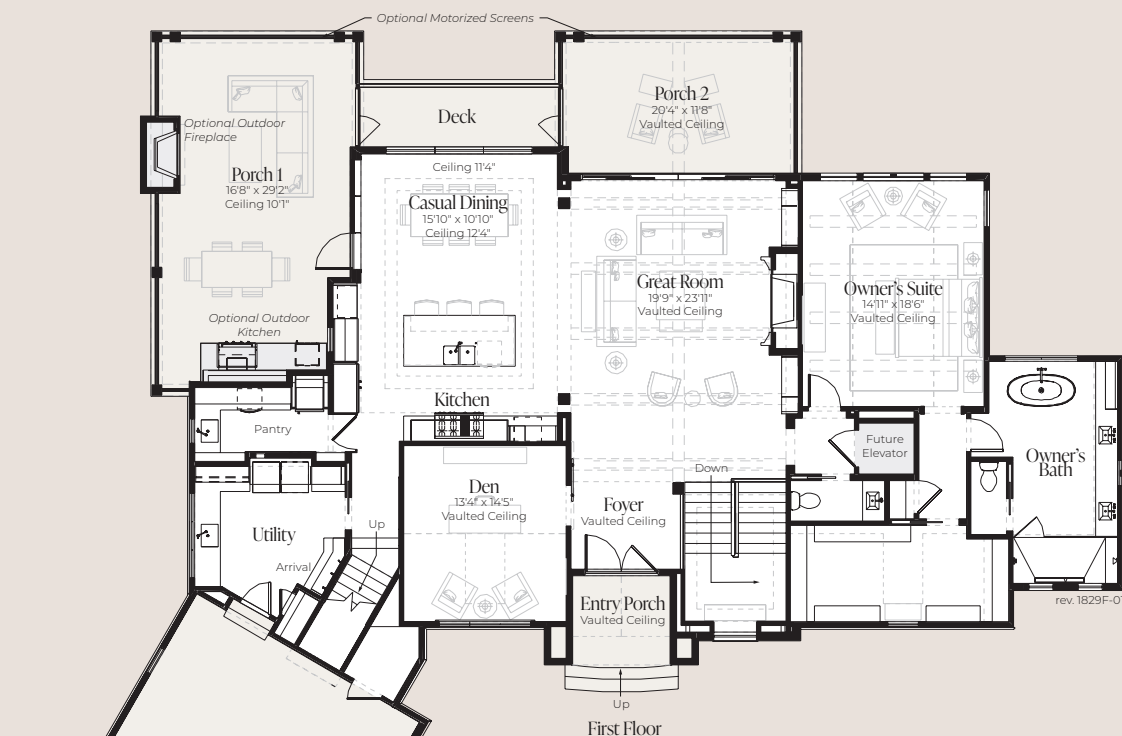 Optional Motorized Screens
Porch 2
20'4" x 11'8"
Vaulted Ceiling
Deck
Optional Outdoor
Fireplace
Porch 1
16'8" x 29'2"
Ceiling 10'1"
Ceiling 11'4"
Casual Dining
15'10" x 10'10"
Ceiling 12'4"
Great Room
19'9" x 23'11"
Vaulted Ceiling
Owner's Suite
14'11" x 18'6"
Vaulted Ceiling
Optional Outdoor
Kitchen
Kitchen
Pantry
Future
Elevator
Owner's
Bath
Down
Den
13'4" x 14'5"
Vaulted Ceiling
Foyer
Vaulted Ceiling
Utility
Up
Arrival
Entry Porch
Vaulted Ceiling
rev. 1829F-01
Up
First Floor